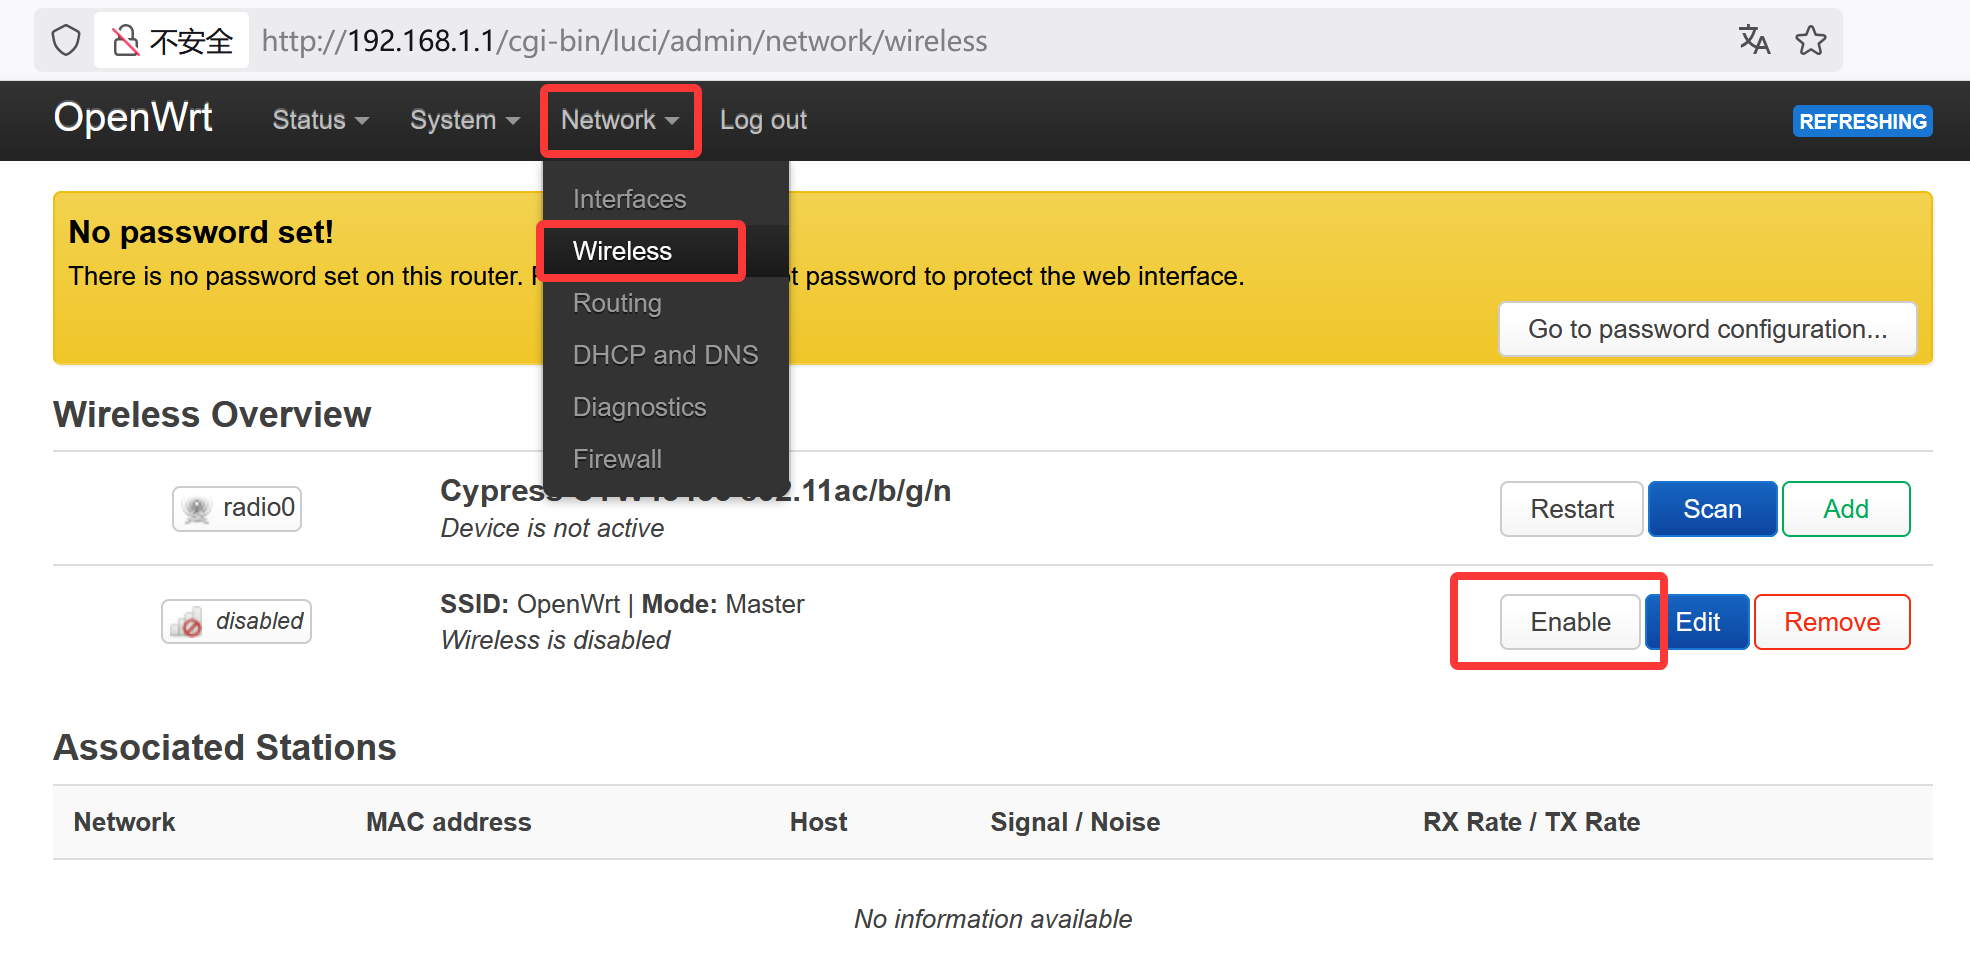 不安全 http://192.168.1.1/cgi-bin/luci/admin/network/wireless
OpenWrt Status System Network Log out REFRESHING
Interfaces
Wireless
Routing
DHCP and DNS
Diagnostics
Firewall
No password set!
There is no password set on this router. password to protect the web interface.
Go to password configuration...
Wireless Overview
radio0 802.11ac/b/g/n Restart Scan Add
Device is not active
disabled SSID: OpenWrt | Mode: Master Enable Edit Remove
Wireless is disabled
Associated Stations
Network MAC address Host Signal / Noise RX Rate / TX Rate
No information available